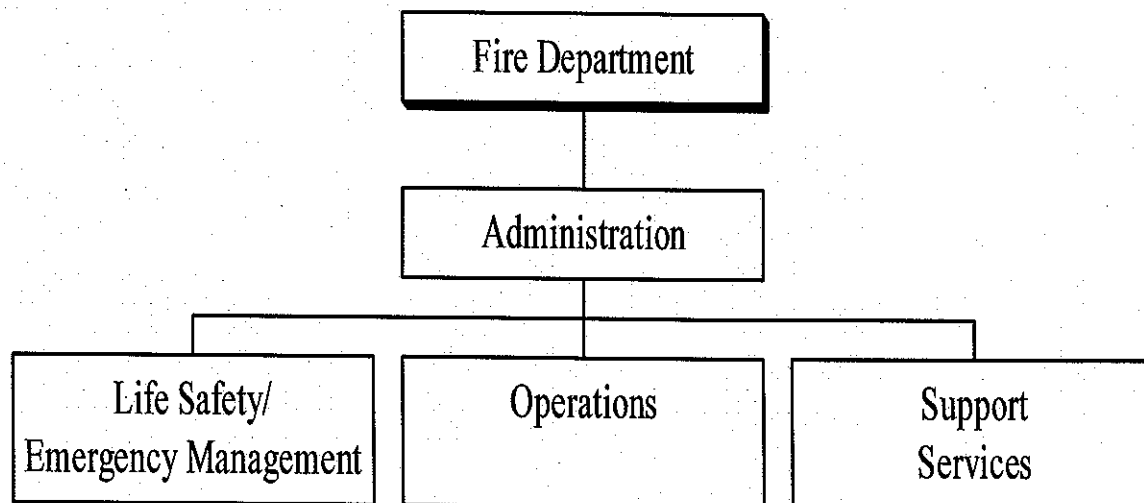 Fire Department
Administration
Life Safety/
Emergency Management
Operations
Support
Services